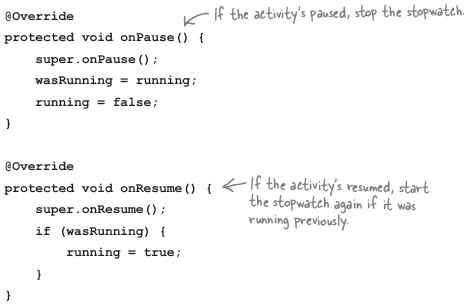 @Override
If the activity's paused, stop the stopwatch.
protected void onPause() {
super.onPause();
wasRunning = running;
running = false;
}
@Override
protected void onResume() {
If the activity's resumed, start
the stopwatch again if it was
running previously.
super.onResume();
if (wasRunning) {
running = true;
}
}